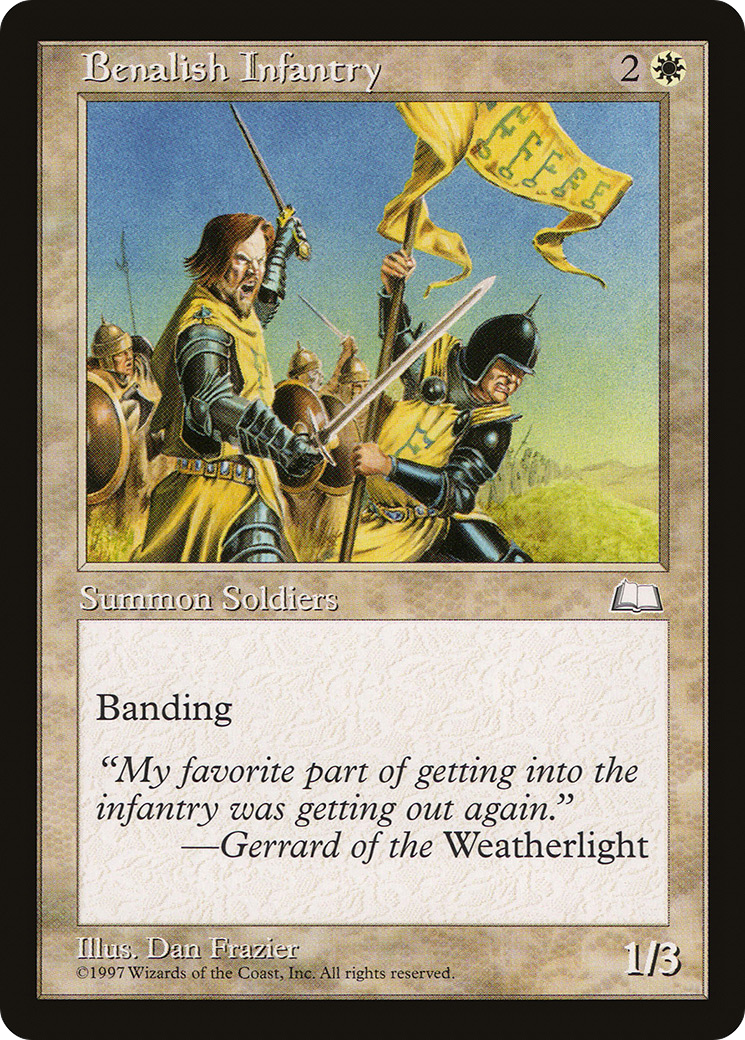 Benalish Infantry 2
Summon Soldiers
Banding
“My favorite part of getting into the
infantry was getting out again.”
—Gerrard of the Weatherlight
Illus. Dan Frazier
©1997 Wizards of the Coast, Inc. All rights reserved.
1/3